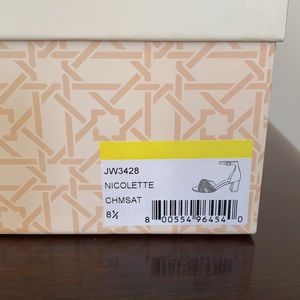 JW3428
NICOLETTE
CHMSAT
8½
8 00554 96454 0